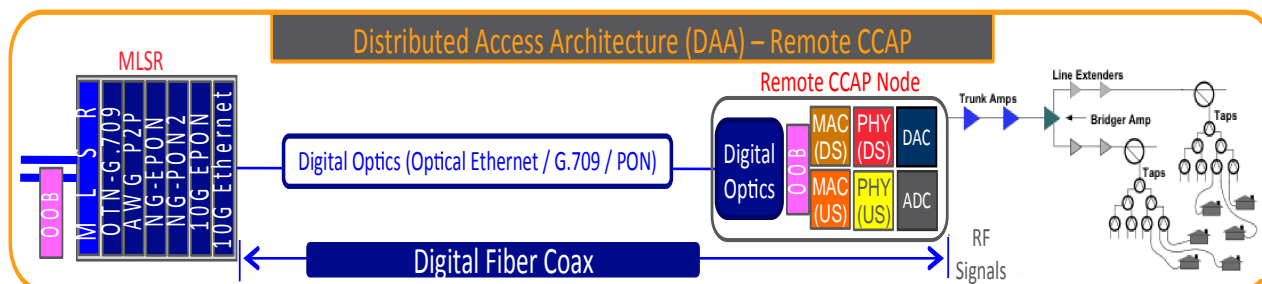 Distributed Access Architecture (DAA) – Remote CCAP
MLSR
MLSR
OTN-G.709
AWG P2P
NG-EPON
NG-PON2
10G EPON
10G Ethernet
OOB
Digital Optics (Optical Ethernet / G.709 / PON)
Digital Fiber Coax
Remote CCAP Node
Digital
Optics
OOB
MAC
(DS)
PHY
(DS)
DAC
MAC
(US)
PHY
(US)
ADC
RF
Signals
Trunk Amps
Line Extenders
Bridger Amp
Taps
Taps